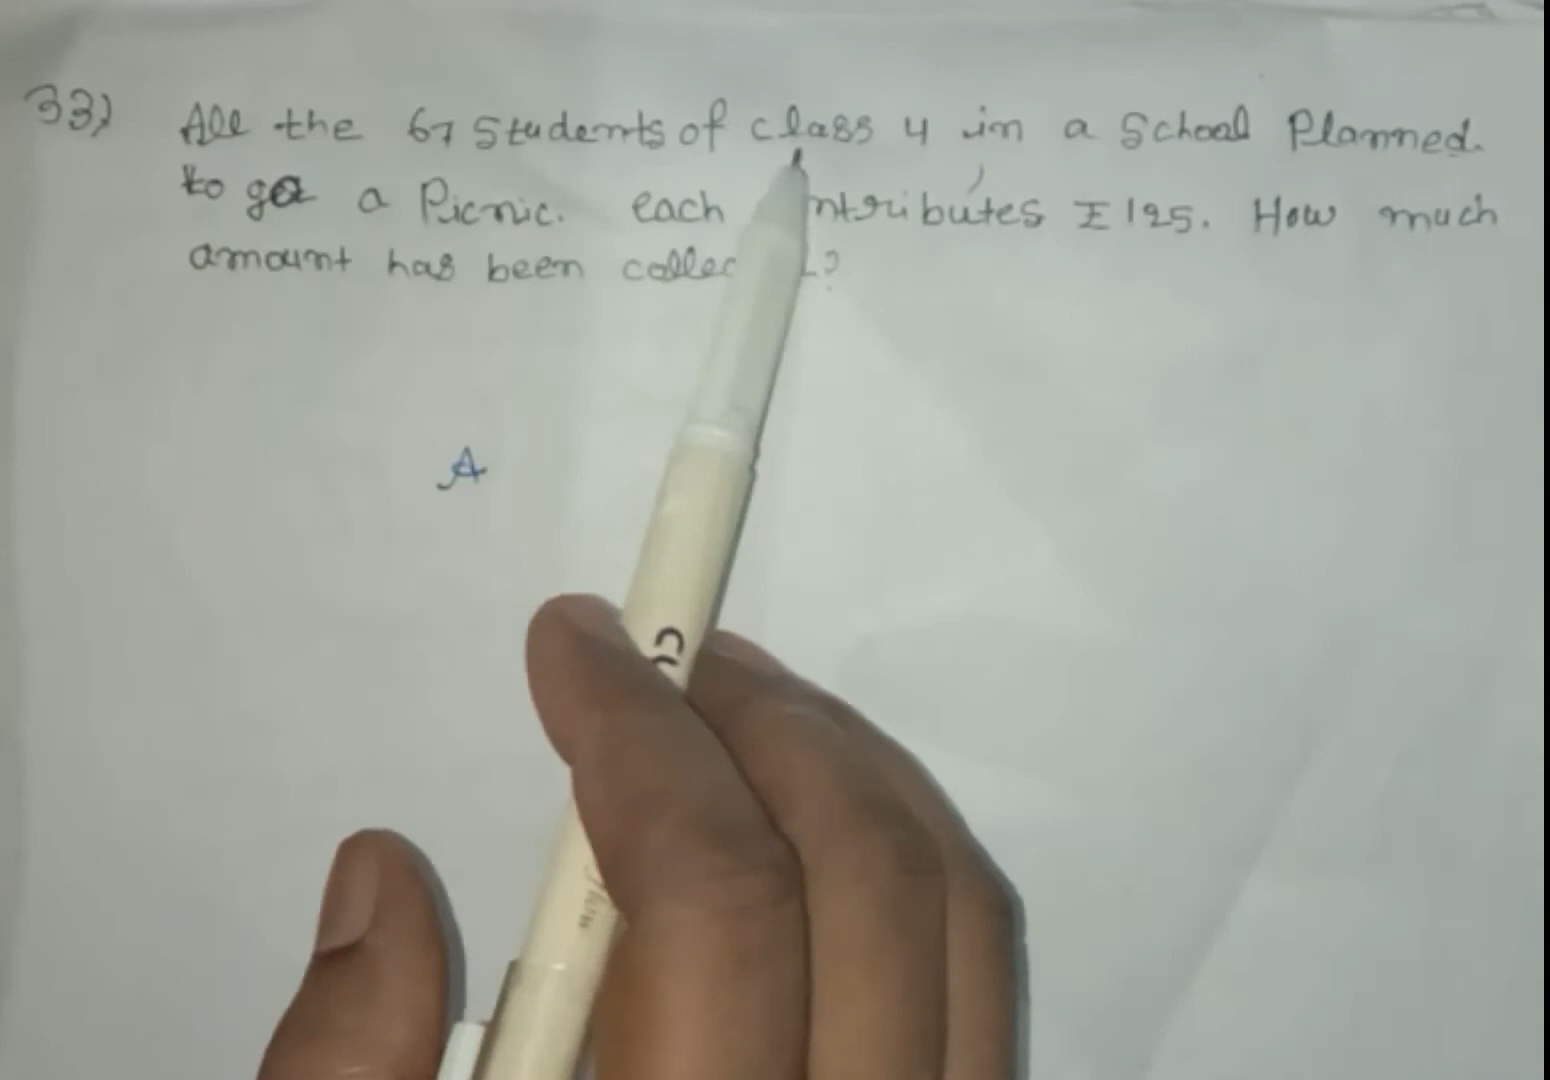 33) All the 67 students of class 4 in a School Planned
to go a Picnic. each ntributes ₹125. How much
amount has been collec ?
A